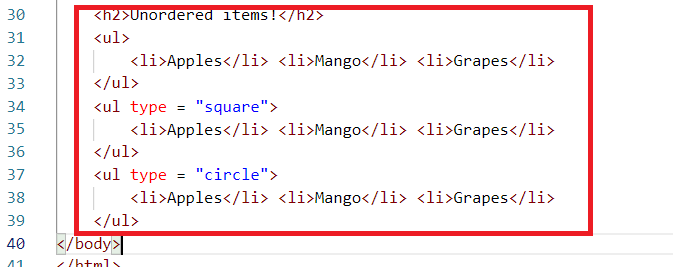 30 <h2>Unordered items!</h2>
31 <ul>
32 <li>Apples</li> <li>Mango</li> <li>Grapes</li>
33 </ul>
34 <ul type = "square">
35 <li>Apples</li> <li>Mango</li> <li>Grapes</li>
36 </ul>
37 <ul type = "circle">
38 <li>Apples</li> <li>Mango</li> <li>Grapes</li>
39 </ul>
40 </body>
41 </html>